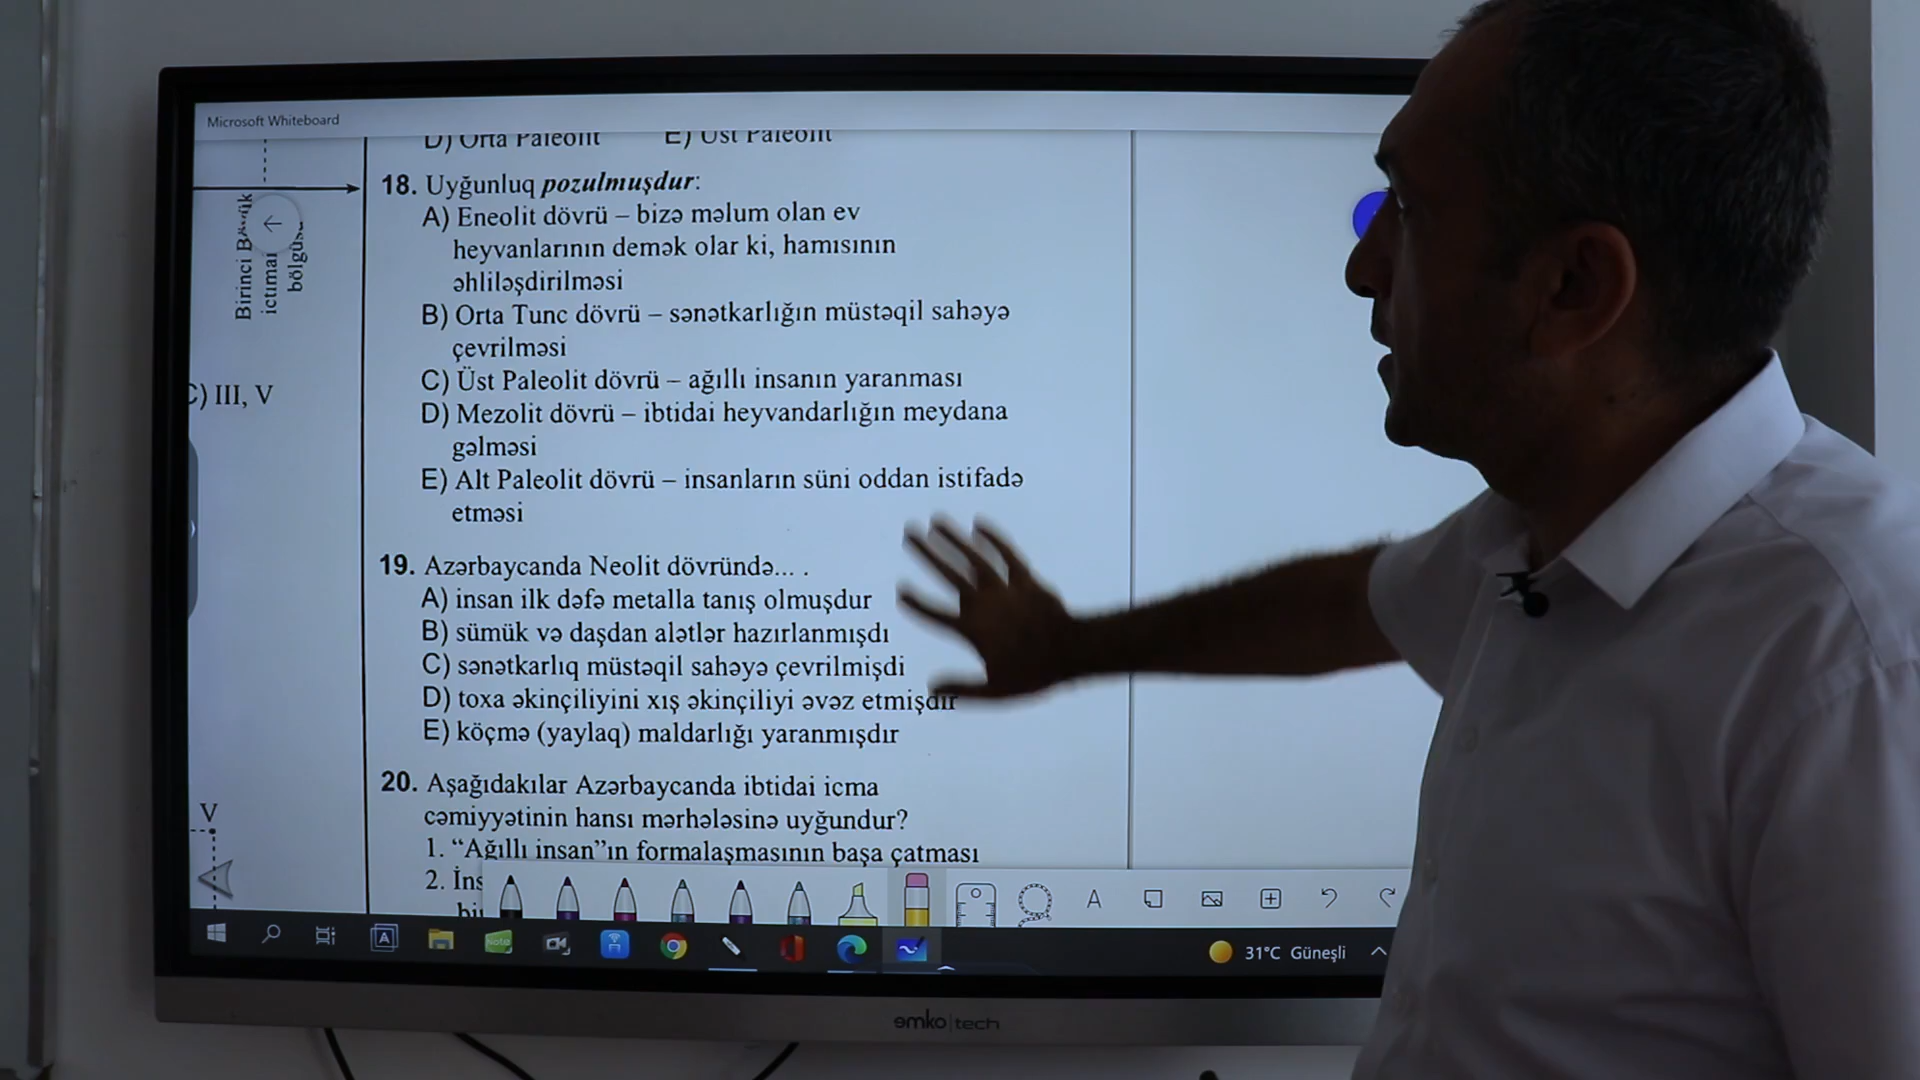 Microsoft Whiteboard
D) Orta Paleolit E) Üst Paleolit
18. Uyğunluq pozulmuşdur:
A) Eneolit dövrü – bizə məlum olan ev
heyvanlarının demək olar ki, hamısının
əhliləşdirilməsi
B) Orta Tunc dövrü – sənətkarlığın müstəqil sahəyə
çevrilməsi
C) Üst Paleolit dövrü – ağıllı insanın yaranması
D) Mezolit dövrü – ibtidai heyvandarlığın meydana
gəlməsi
E) Alt Paleolit dövrü – insanların süni oddan istifadə
etməsi
19. Azərbaycanda Neolit dövründə... .
A) insan ilk dəfə metalla tanış olmuşdur
B) sümük və daşdan alətlər hazırlanmışdı
C) sənətkarlıq müstəqil sahəyə çevrilmişdi
D) toxa əkinçiliyini xış əkinçiliyi əvəz etmişdir
E) köçmə (yaylaq) maldarlığı yaranmışdır
20. Aşağıdakılar Azərbaycanda ibtidai icma
cəmiyyətinin hansı mərhələsinə uyğundur?
1. “Ağıllı insan”ın formalaşmasının başa çatması
2. İns
Birinci
C) III, V
V
31°C Güneşli
emko | tech